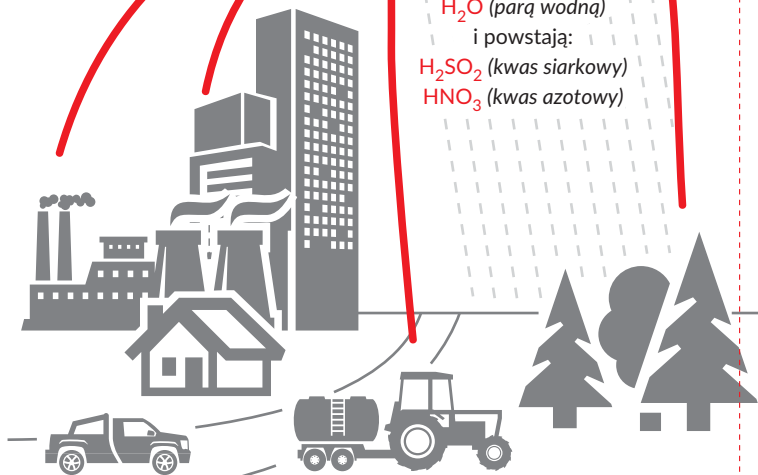 H₂O (parą wodną)
i powstają:
H₂SO₂ (kwas siarkowy)
HNO₃ (kwas azotowy)